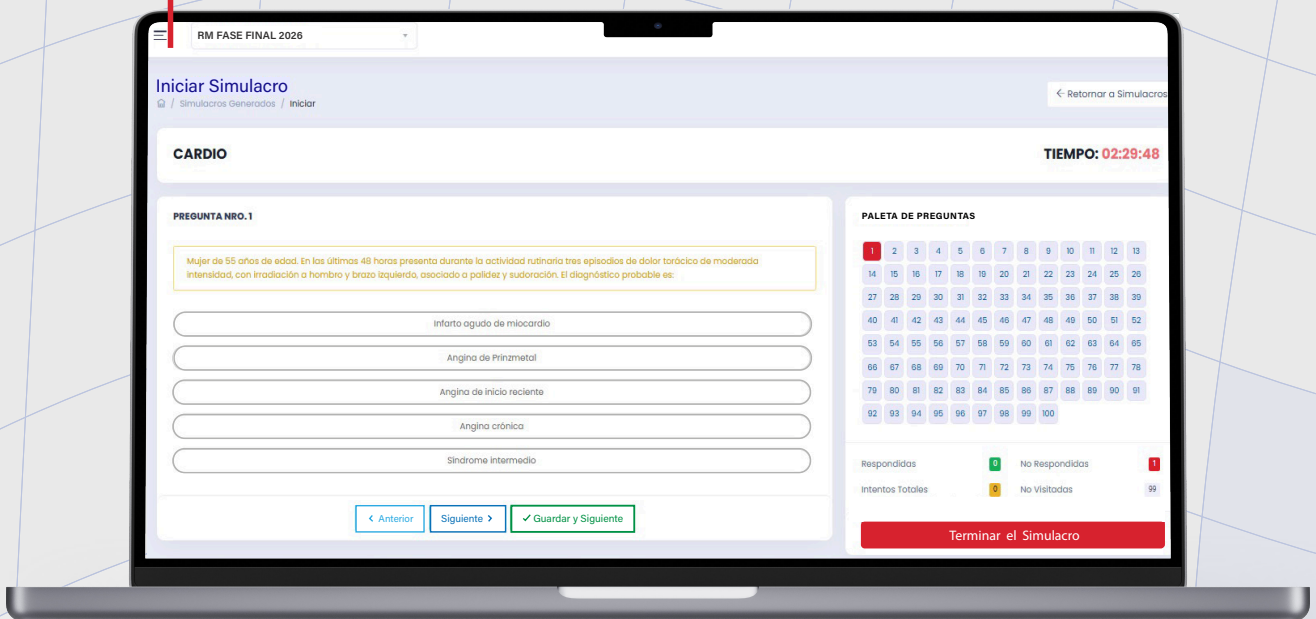 RM FASE FINAL 2026
Iniciar Simulacro
/ Simulacros Generados / Iniciar
← Retornar a Simulacros
CARDIO
TIEMPO: 02:29:48
PREGUNTA NRO. 1
Mujer de 55 años de edad. En las últimas 48 horas presenta durante la actividad rutinaria tres episodios de dolor torácico de moderada
intensidad, con irradiación a hombro y brazo izquierdo, asociado a palidez y sudoración. El diagnóstico probable es:
Infarto agudo de miocardio
Angina de Prinzmetal
Angina de inicio reciente
Angina crónica
Síndrome intermedio
< Anterior
Siguiente >
✓ Guardar y Siguiente
PALETA DE PREGUNTAS
1 2 3 4 5 6 7 8 9 10 11 12 13
14 15 16 17 18 19 20 21 22 23 24 25 26
27 28 29 30 31 32 33 34 35 36 37 38 39
40 41 42 43 44 45 46 47 48 49 50 51 52
53 54 55 56 57 58 59 60 61 62 63 64 65
66 67 68 69 70 71 72 73 74 75 76 77 78
79 80 81 82 83 84 85 86 87 88 89 90 91
92 93 94 95 96 97 98 99 100
Respondidas 0 No Respondidas 1
Intentos Totales 0 No Visitadas 99
Terminar el Simulacro